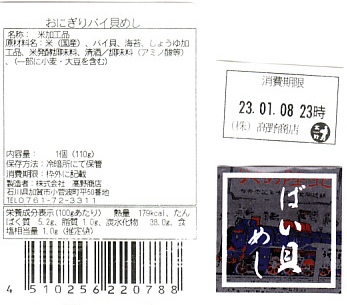 おにぎりバイ貝めし
名称: 米加工品
原材料名:米(国産)、バイ貝、海苔、しょうゆ加
工品、米発酵調味料、清酒/調味料(アミノ酸等)
、(一部に小麦・大豆を含む)
内容量: 1個(110g)
保存方法:冷暗所にて保管
消費期限:枠外に記載
製造者:株式会社 高野商店
石川県加賀市小菅波町平50番地
TEL0761-72-3311
栄養成分表示(100gあたり) 熱量 179kcal、たん
ぱく質 5.2g、脂質 1.0g、炭水化物 38.0g、食
塩相当量 1.0g(推定値)
4 510256 220788
消費期限
23.01.08 23時
(株)高野商店
ばい貝
めし